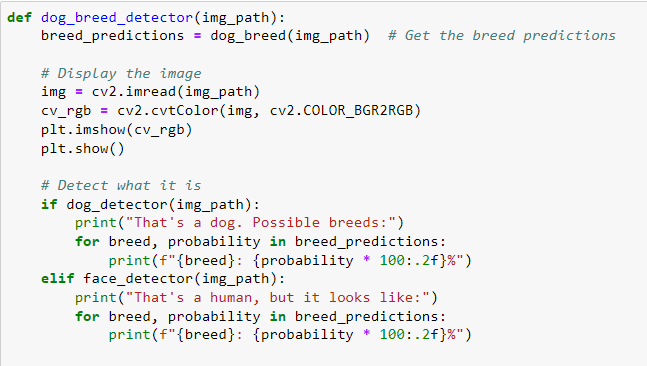 def dog_breed_detector(img_path):
    breed_predictions = dog_breed(img_path)  # Get the breed predictions

    # Display the image
    img = cv2.imread(img_path)
    cv_rgb = cv2.cvtColor(img, cv2.COLOR_BGR2RGB)
    plt.imshow(cv_rgb)
    plt.show()

    # Detect what it is
    if dog_detector(img_path):
        print("That's a dog. Possible breeds:")
        for breed, probability in breed_predictions:
            print(f"{breed}: {probability * 100:.2f}%")
    elif face_detector(img_path):
        print("That's a human, but it looks like:")
        for breed, probability in breed_predictions:
            print(f"{breed}: {probability * 100:.2f}%")